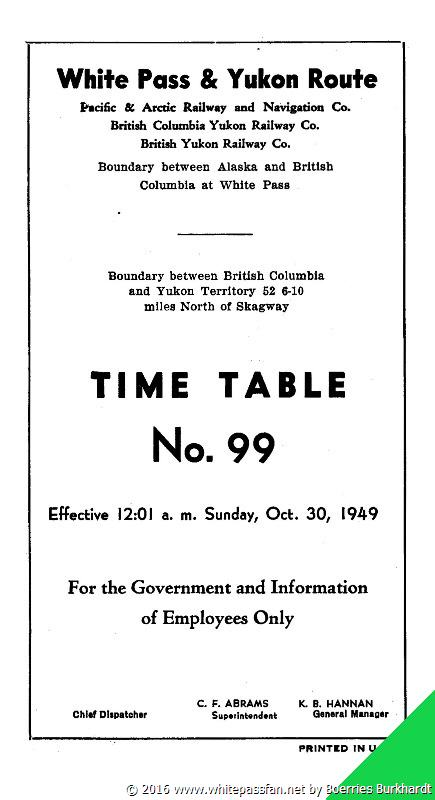 White Pass & Yukon Route
Pacific & Arctic Railway and Navigation Co.
British Columbia Yukon Railway Co.
British Yukon Railway Co.
Boundary between Alaska and British
Columbia at White Pass
Boundary between British Columbia
and Yukon Territory 52 6-10
miles North of Skagway
TIME TABLE
No. 99
Effective 12:01 a. m. Sunday, Oct. 30, 1949
For the Government and Information
of Employees Only
C. F. ABRAMS K. B. HANNAN
Chief Dispatcher Superintendent General Manager
PRINTED IN U
© 2016 www.whitepassfan.net by Boerries Burkhardt